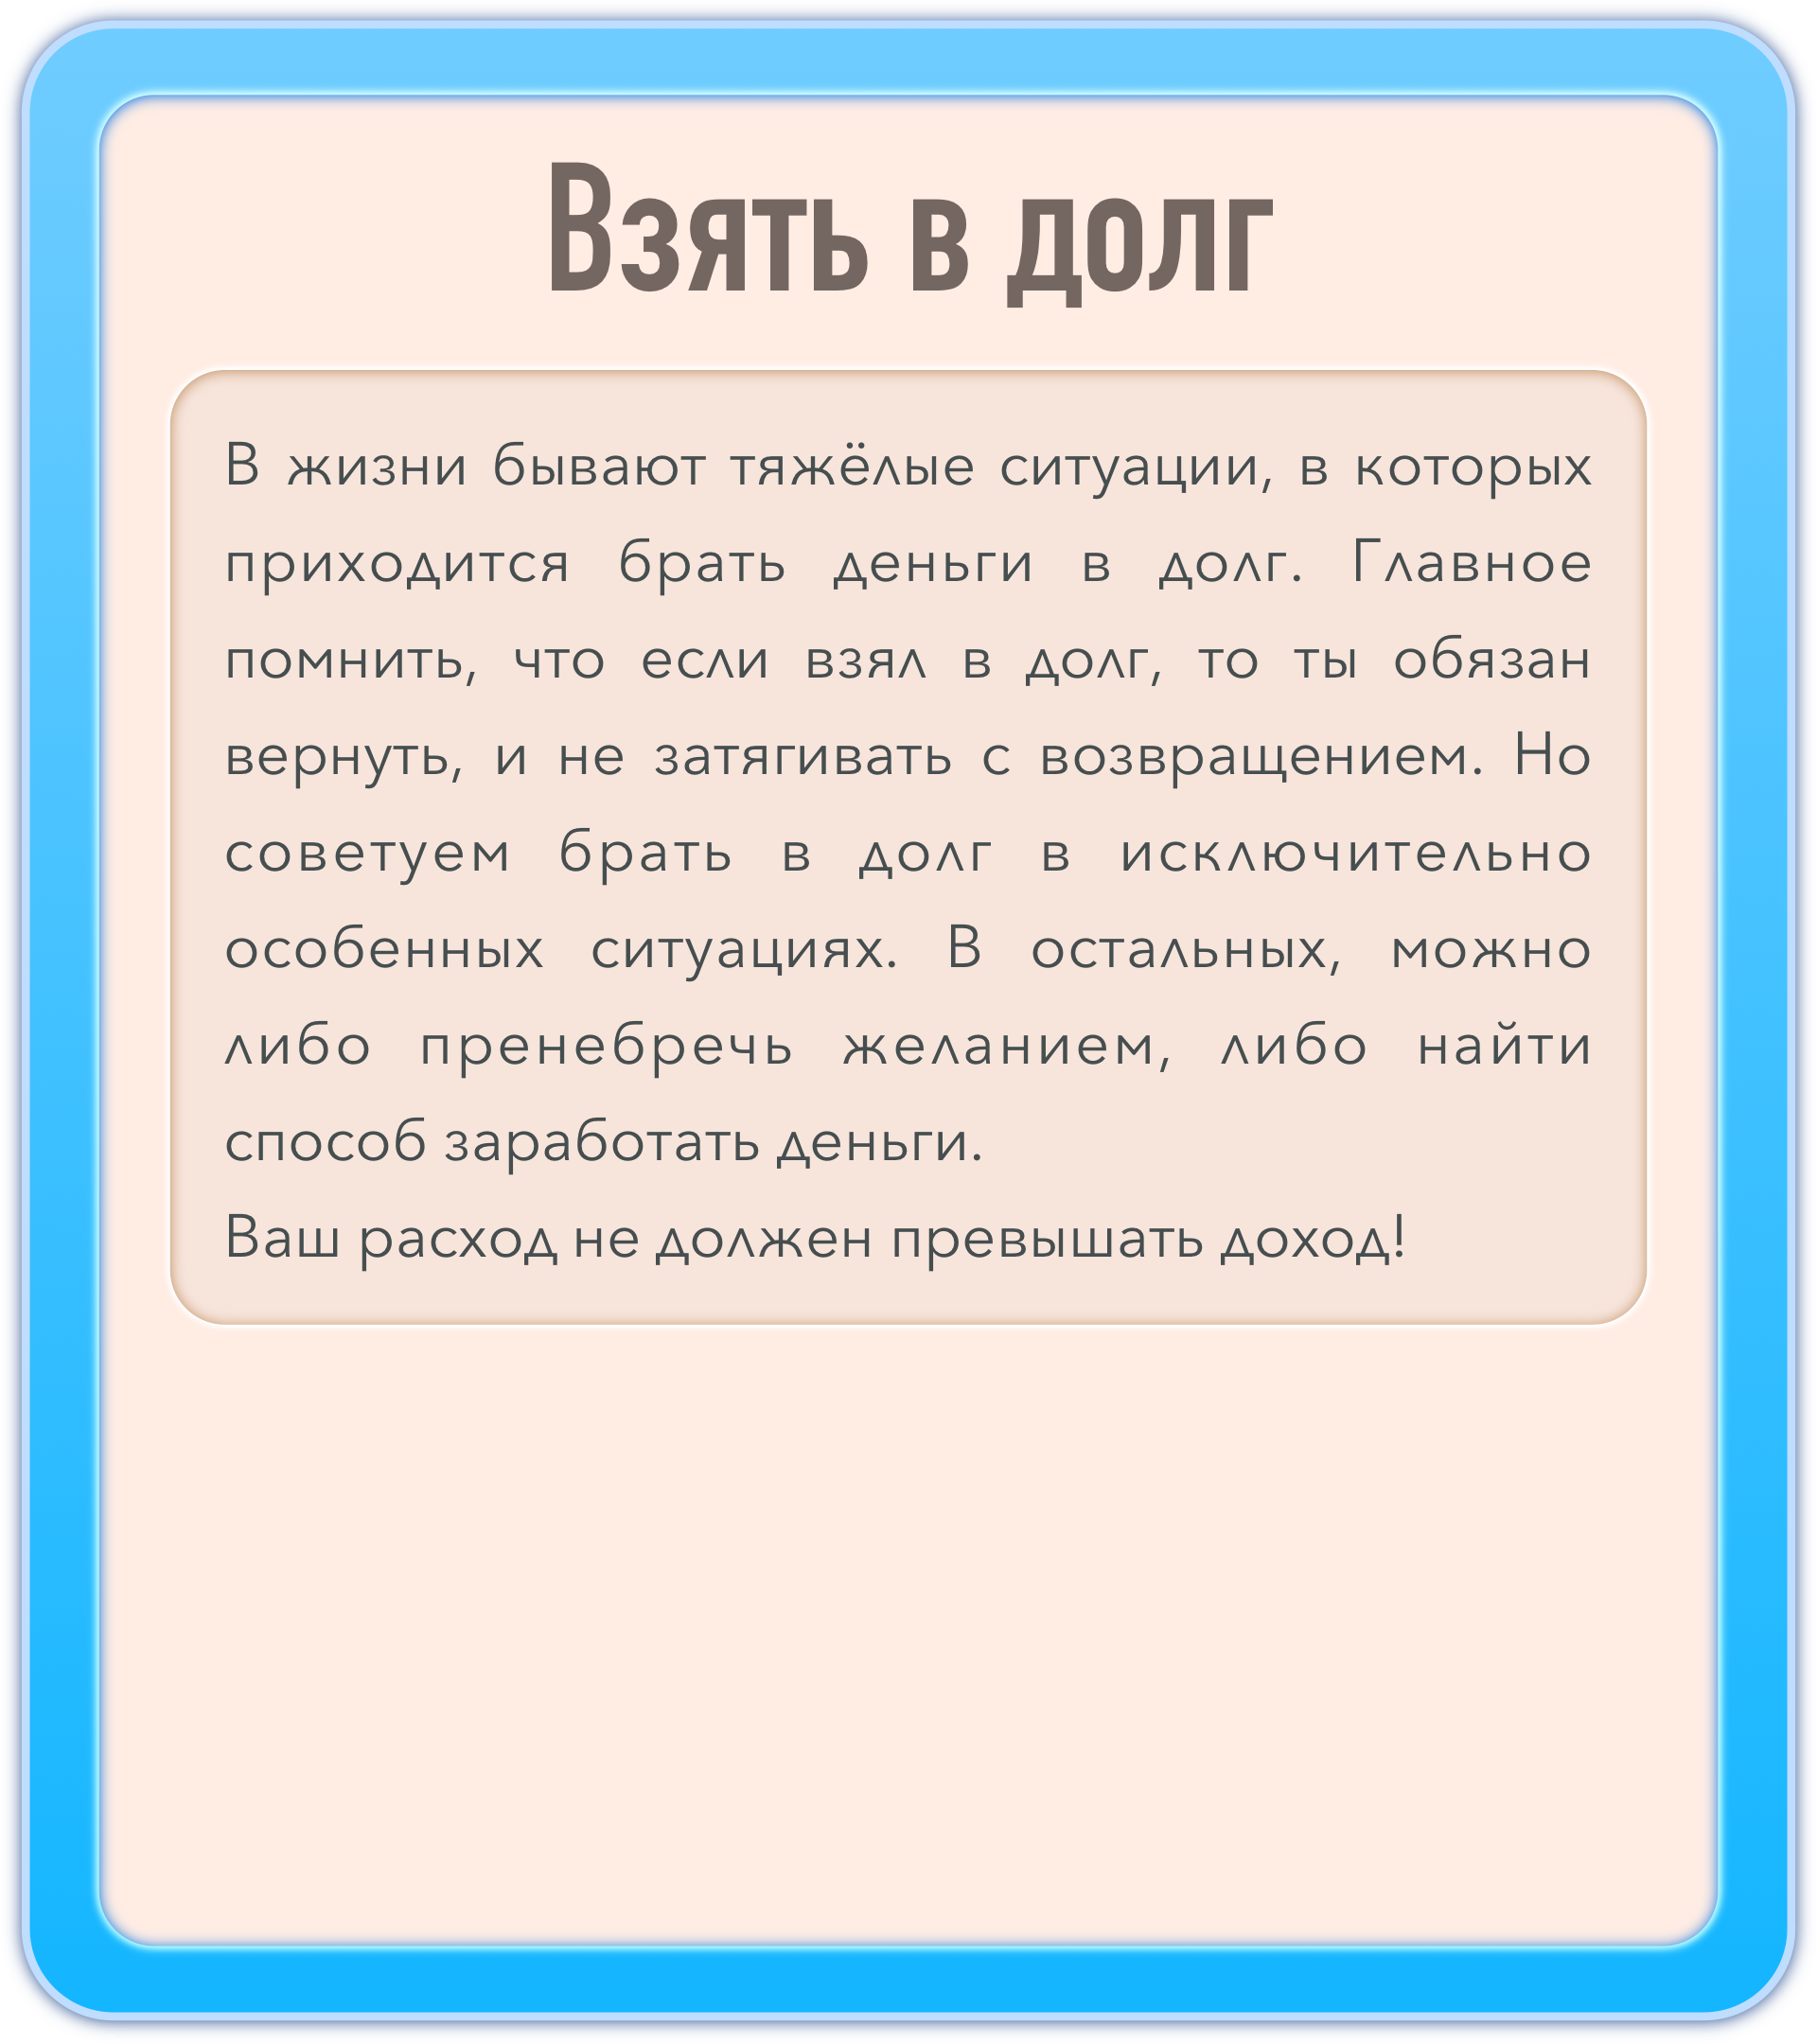 Взять в долг
В жизни бывают тяжёлые ситуации, в которых
приходится брать деньги в долг. Главное
помнить, что если взял в долг, то ты обязан
вернуть, и не затягивать с возвращением. Но
советуем брать в долг в исключительно
особенных ситуациях. В остальных, можно
либо пренебречь желанием, либо найти
способ заработать деньги.
Ваш расход не должен превышать доход!